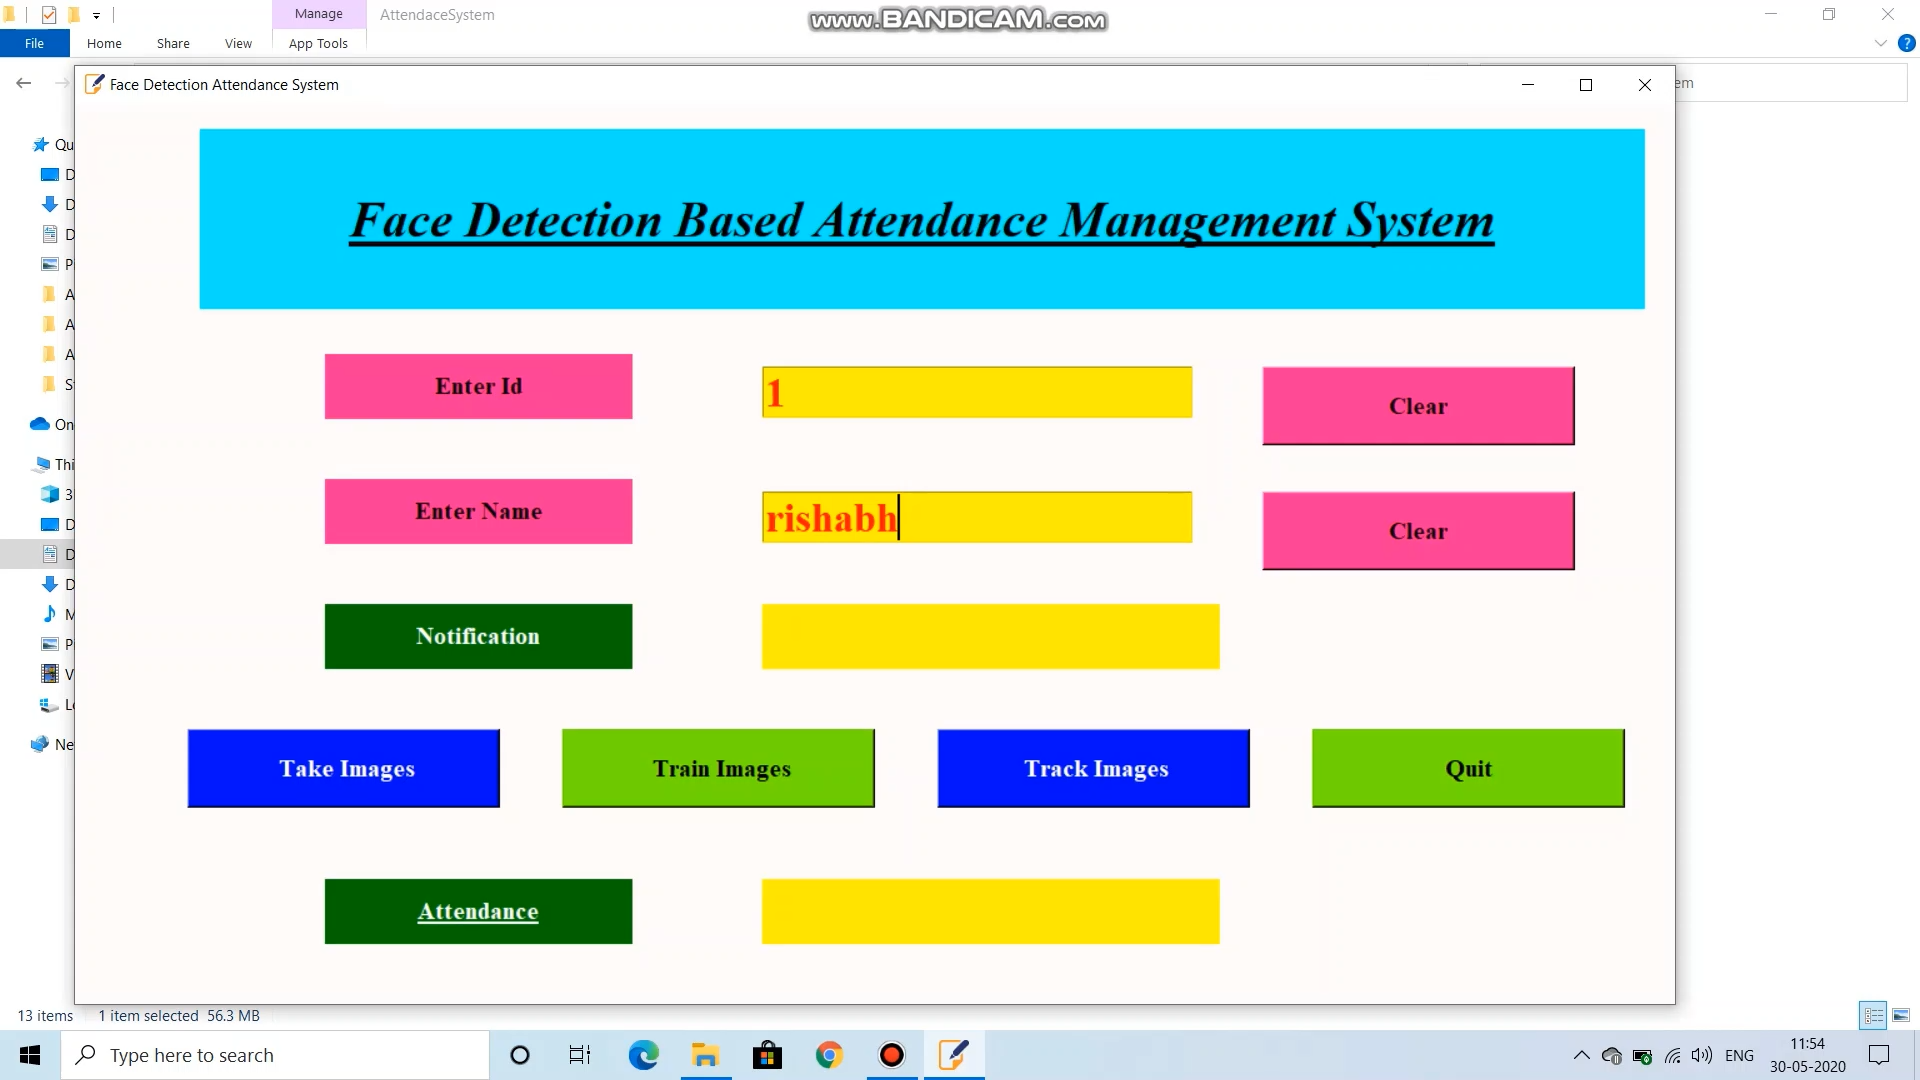 Manage
AttendaceSystem
www.BANDICAM.com
File
Home
Share
View
App Tools
Face Detection Attendance System
em
Face Detection Based Attendance Management System
Enter Id
1
Clear
Enter Name
rishabh
Clear
Notification
Take Images
Train Images
Track Images
Quit
Attendance
Qu
D
D
D
P
A
A
A
S
On
Thi
3
D
D
D
M
P
V
Lo
Ne
13 items
1 item selected 56.3 MB
Type here to search
ENG
11:54
30-05-2020